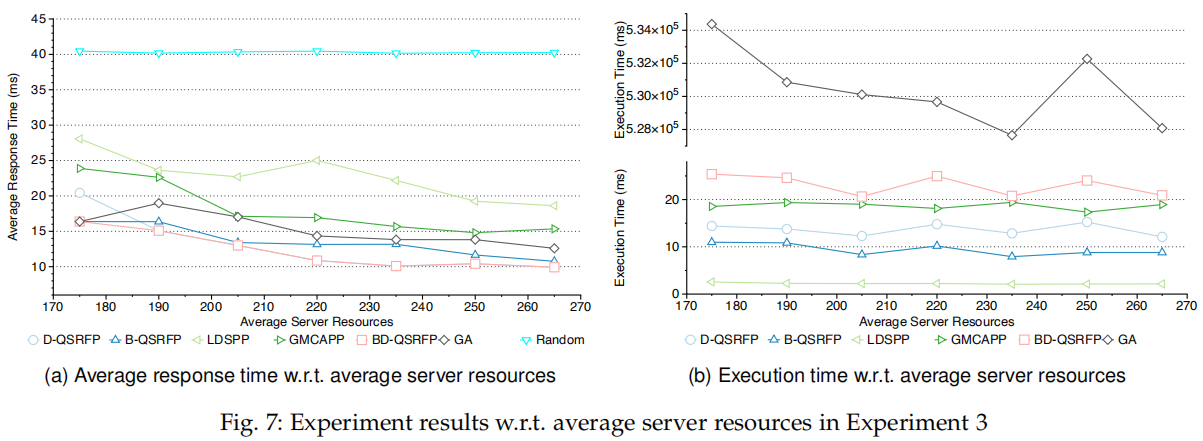 45
40
35
30
25
20
15
10
Average Response Time (ms)
170 180 190 200 210 220 230 240 250 260 270
Average Server Resources
D-QSRFP B-QSRFP LDSPP GMCAPP BD-QSRFP GA Random
(a) Average response time w.r.t. average server resources
5.34×10⁵
5.32×10⁵
5.30×10⁵
5.28×10⁵
Execution Time (ms)
20
10
0
Execution Time (ms)
170 180 190 200 210 220 230 240 250 260 270
Average Server Resources
D-QSRFP B-QSRFP LDSPP GMCAPP BD-QSRFP GA
(b) Execution time w.r.t. average server resources
Fig. 7: Experiment results w.r.t. average server resources in Experiment 3